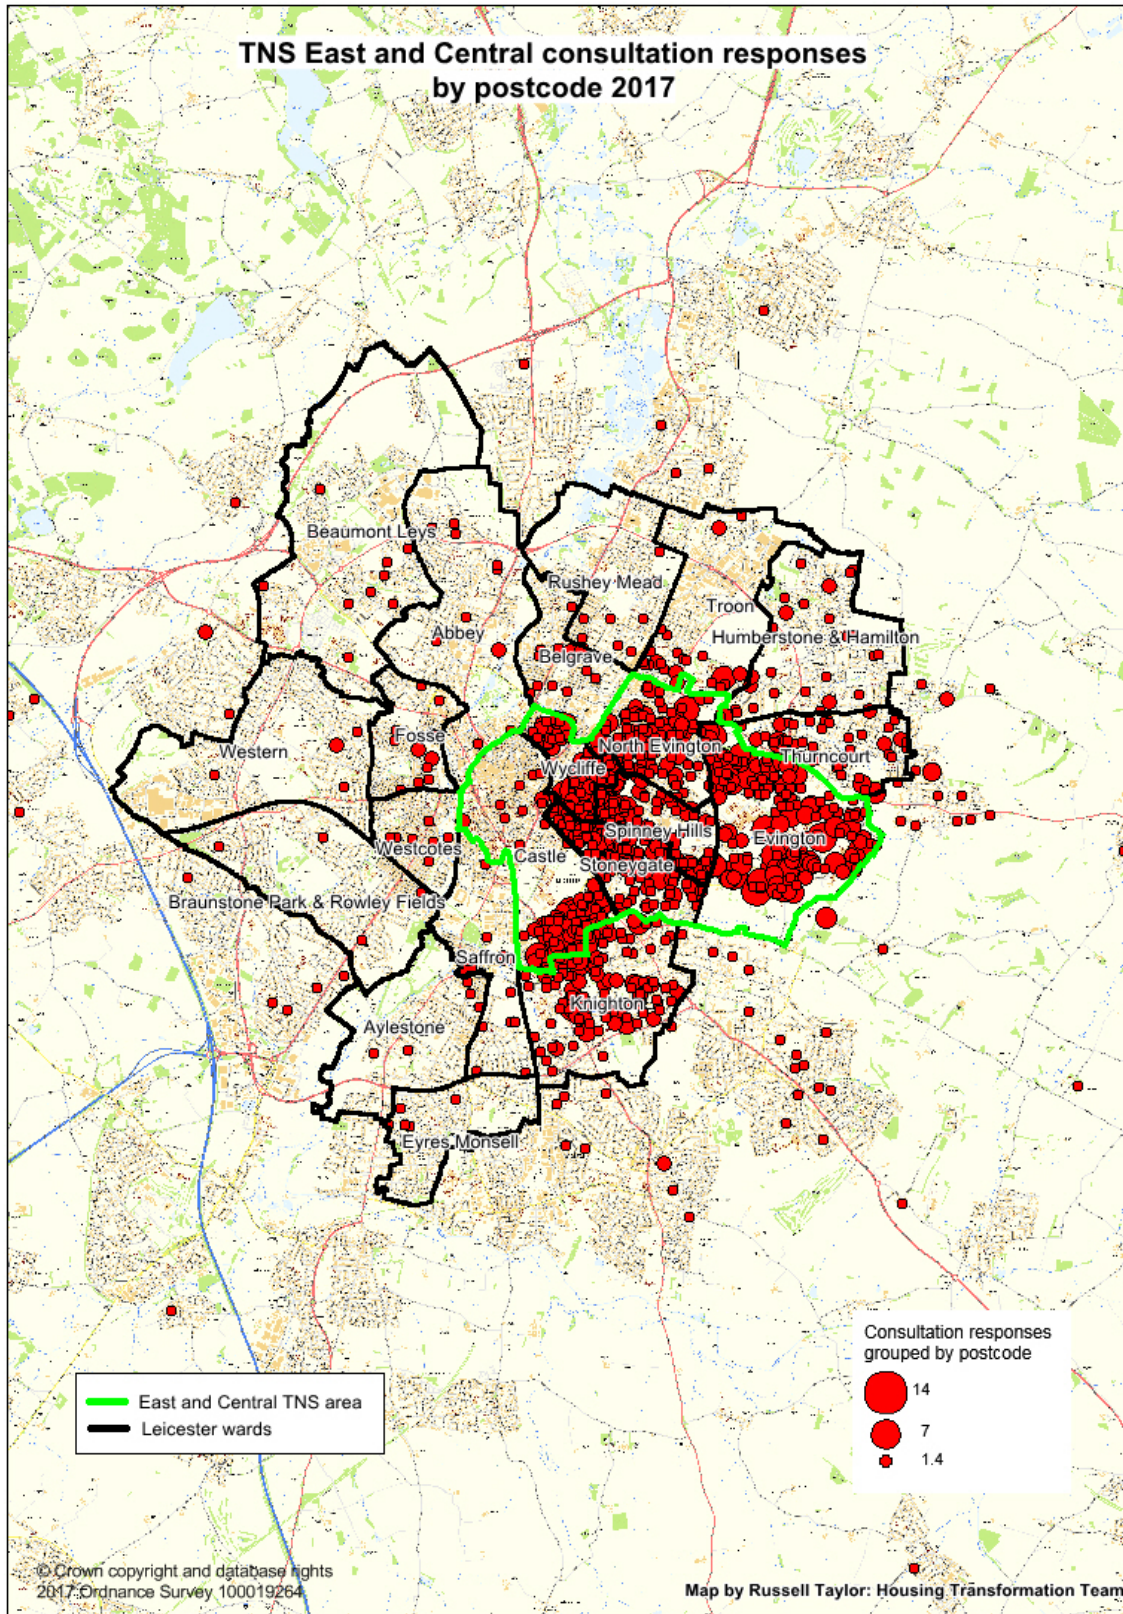 TNS East and Central consultation responses
by postcode 2017
Beaumont Leys
Rushey Mead
Troon
Abbey
Humberstone & Hamilton
Belgrave
Fosse
North Evington
Western
Thurncourt
Wycliffe
Spinney Hills
Evington
Westcotes
Castle
Stoneygate
Braunstone Park & Rowley Fields
Saffron
Knighton
Aylestone
Eyres Monsell
Consultation responses
grouped by postcode
14
7
1.4
East and Central TNS area
Leicester wards
© Crown copyright and database rights
2017 Ordnance Survey 100019264
Map by Russell Taylor: Housing Transformation Team